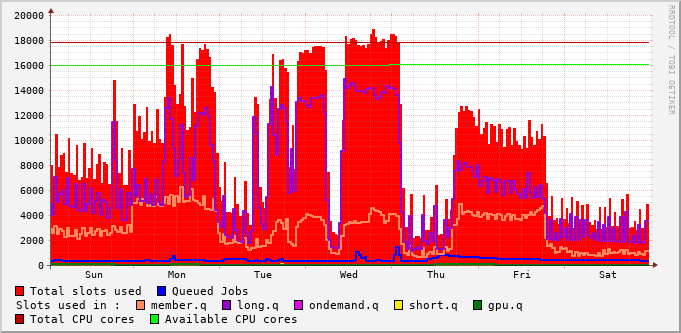 20000
18000
16000
14000
12000
10000
8000
6000
4000
2000
0
Sun Mon Tue Wed Thu Fri Sat
RRDTOOL / TOBI OETIKER
Total slots used Queued Jobs
Slots used in : member.q long.q ondemand.q short.q gpu.q
Total CPU cores Available CPU cores